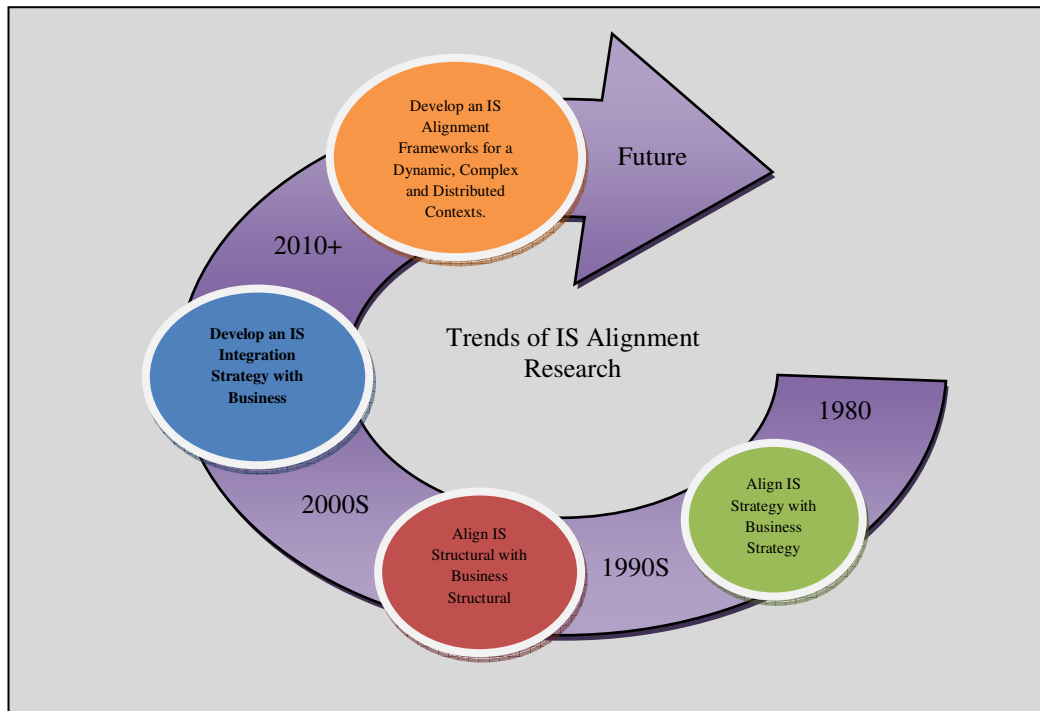 Develop an IS
Alignment
Frameworks for a
Dynamic, Complex
and Distributed
Contexts.
Future
2010+
Develop an IS
Integration
Strategy with
Business
Trends of IS Alignment
Research
1980
Align IS
Strategy with
Business
Strategy
2000S
Align IS
Structural with
Business
Structural
1990S